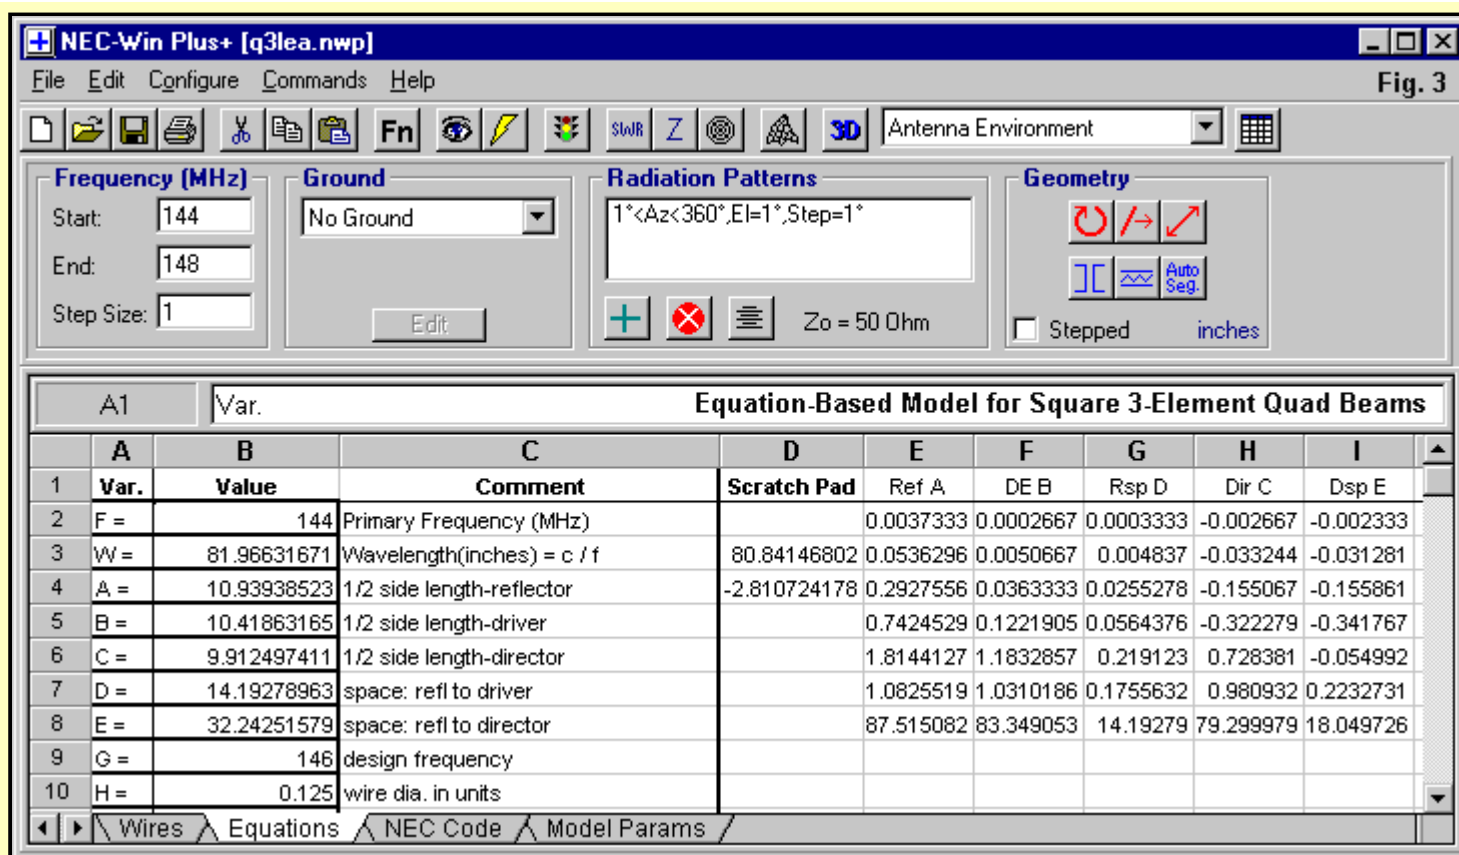 NEC-Win Plus+ [q3lea.nwp]
File Edit Configure Commands Help Fig. 3
Fn SWR Z 3D Antenna Environment
Frequency (MHz) Ground Radiation Patterns Geometry
Start: 144 No Ground 1°<Az<360°,El=1°,Step=1°
End: 148 Auto Seg.
Step Size: 1 Edit Zo = 50 Ohm Stepped inches
A1 Var. Equation-Based Model for Square 3-Element Quad Beams
A B C D E F G H I
1 Var. Value Comment Scratch Pad Ref A DE B Rsp D Dir C Dsp E
2 F = 144 Primary Frequency (MHz) 0.0037333 0.0002667 0.0003333 -0.002667 -0.002333
3 W = 81.96631671 Wavelength(inches) = c / f 80.84146802 0.0536296 0.0050667 0.004837 -0.033244 -0.031281
4 A = 10.93938523 1/2 side length-reflector -2.810724178 0.2927556 0.0363333 0.0255278 -0.155067 -0.155861
5 B = 10.41863165 1/2 side length-driver 0.7424529 0.1221905 0.0564376 -0.322279 -0.341767
6 C = 9.912497411 1/2 side length-director 1.8144127 1.1832857 0.219123 0.728381 -0.054992
7 D = 14.19278963 space: refl to driver 1.0825519 1.0310186 0.1755632 0.980932 0.2232731
8 E = 32.24251579 space: refl to director 87.515082 83.349053 14.19279 79.299979 18.049726
9 G = 146 design frequency
10 H = 0.125 wire dia. in units
Wires Equations NEC Code Model Params